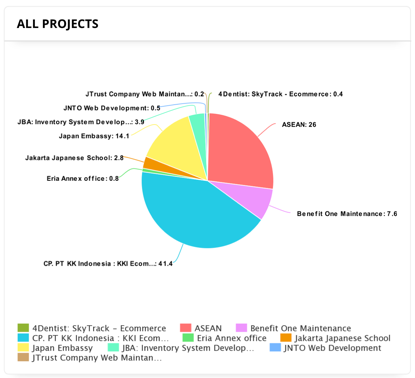 ALL PROJECTS
JTrust Company Web Maintan...: 0.2
4Dentist: SkyTrack - Ecommerce: 0.4
JNTO Web Development: 0.5
JBA: Inventory System Develop...: 3.9
ASEAN: 26
Japan Embassy: 14.1
Jakarta Japanese School: 2.8
Eria Annex office: 0.8
Benefit One Maintenance: 7.6
CP. PT KK Indonesia : KKI Ecom...: 41.4
4Dentist: SkyTrack - Ecommerce ASEAN Benefit One Maintenance
CP. PT KK Indonesia : KKI Ecom... Eria Annex office Jakarta Japanese School
Japan Embassy JBA: Inventory System Develop... JNTO Web Development
JTrust Company Web Maintan...